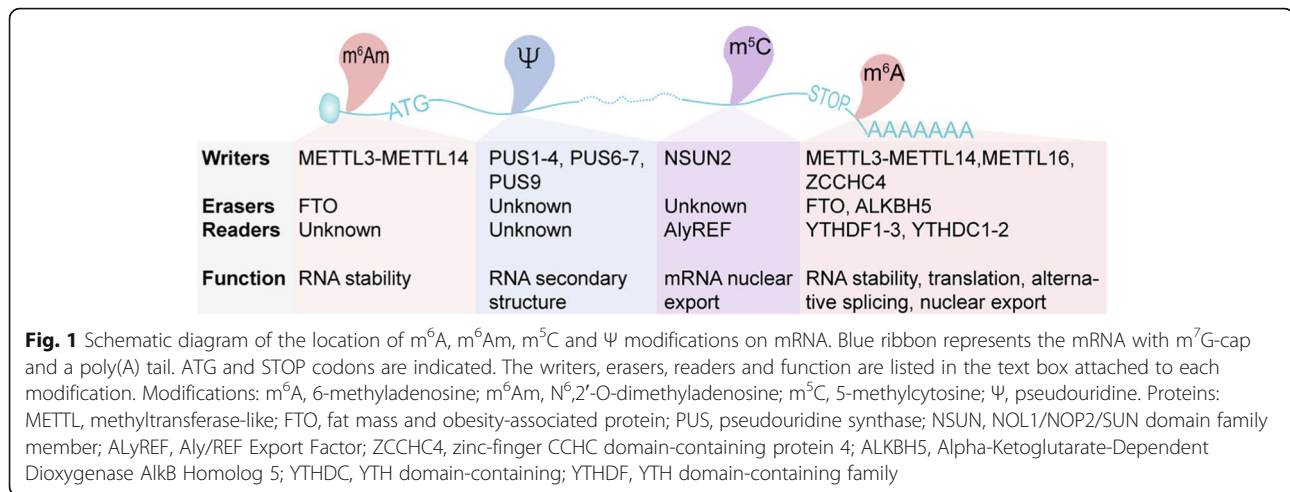 m⁶Am Ψ m⁵C m⁶A
ATG STOP AAAAAAA
Writers METTL3-METTL14 PUS1-4, PUS6-7, NSUN2 METTL3-METTL14,METTL16,
PUS9 ZCCHC4
Erasers FTO Unknown Unknown FTO, ALKBH5
Readers Unknown Unknown AlyREF YTHDF1-3, YTHDC1-2
Function RNA stability RNA secondary mRNA nuclear RNA stability, translation, alterna-
structure export tive splicing, nuclear export
Fig. 1 Schematic diagram of the location of m⁶A, m⁶Am, m⁵C and Ψ modifications on mRNA. Blue ribbon represents the mRNA with m⁷G-cap
and a poly(A) tail. ATG and STOP codons are indicated. The writers, erasers, readers and function are listed in the text box attached to each
modification. Modifications: m⁶A, 6-methyladenosine; m⁶Am, N⁶,2′-O-dimethyladenosine; m⁵C, 5-methylcytosine; Ψ, pseudouridine. Proteins:
METTL, methyltransferase-like; FTO, fat mass and obesity-associated protein; PUS, pseudouridine synthase; NSUN, NOL1/NOP2/SUN domain family
member; ALyREF, Aly/REF Export Factor; ZCCHC4, zinc-finger CCHC domain-containing protein 4; ALKBH5, Alpha-Ketoglutarate-Dependent
Dioxygenase AlkB Homolog 5; YTHDC, YTH domain-containing; YTHDF, YTH domain-containing family